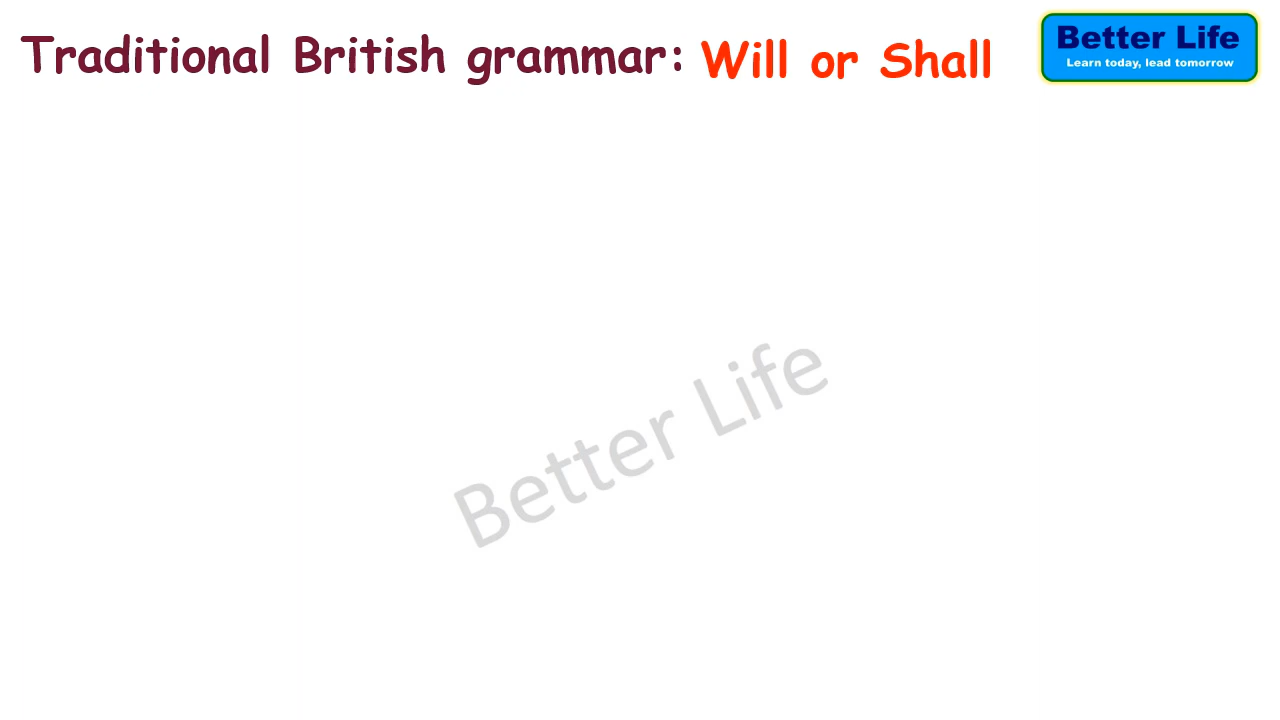 Traditional British grammar: Will or Shall
Better Life
Learn today, lead tomorrow
Better Life